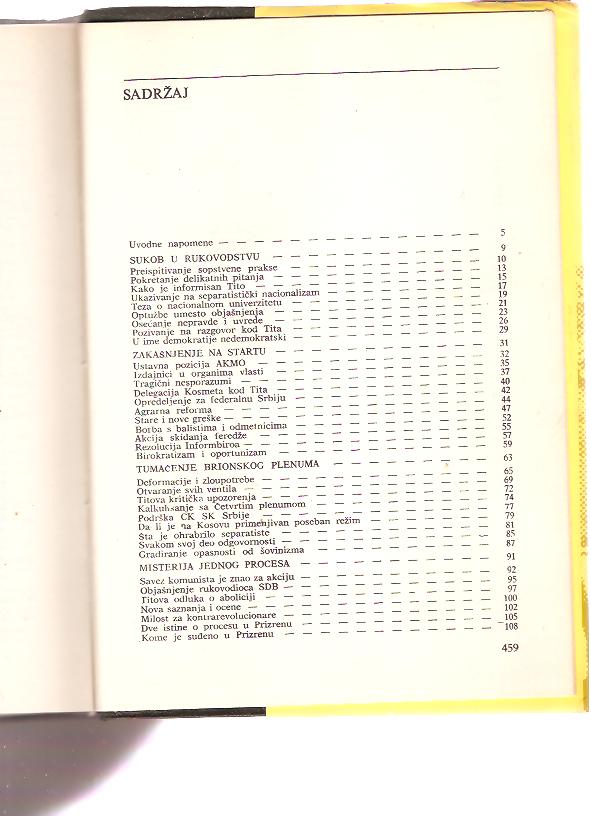 SADRŽAJ
Uvodne napomene — — — — — — — — — — — — — — — 5
SUKOB U RUKOVODSTVU — — — — — — — — — — — — 9
Preispitivanje sopstvene prakse — — — — — — — — — — — 10
Pokretanje delikatnih pitanja — — — — — — — — — — — — 13
Kako je informisan Tito — — — — — — — — — — — — — 15
Ukazivanje na separatistički nacionalizam — — — — — — — — 17
Teza o nacionalnom univerzitetu — — — — — — — — — — — 19
Optužbe umesto objašnjenja — — — — — — — — — — — — 21
Osećanje nepravde i uvrede — — — — — — — — — — — — 23
Pozivanje na razgovor kod Tita — — — — — — — — — — — 26
U ime demokratije nedemokratski — — — — — — — — — — — 29
ZAKAŠNJENJE NA STARTU — — — — — — — — — — — — 31
Ustavna pozicija AKMO — — — — — — — — — — — — — 32
Izdajnici u organima vlasti — — — — — — — — — — — — 35
Tragični nesporazumi — — — — — — — — — — — — — — 37
Delegacija Kosmeta kod Tita — — — — — — — — — — — — 40
Opredeljenje za federalnu Srbiju — — — — — — — — — — — 42
Agrarna reforma — — — — — — — — — — — — — — — 44
Stare i nove greške — — — — — — — — — — — — — — 47
Borba s balistima i odmetnicima — — — — — — — — — — — 52
Akcija skidanja feredže — — — — — — — — — — — — — 55
Rezolucija Informbiroa — — — — — — — — — — — — — — 57
Birokratizam i oportunizam — — — — — — — — — — — — 59
TUMAČENJE BRIONSKOG PLENUMA — — — — — — — — — 63
Deformacije i zloupotrebe — — — — — — — — — — — — — 65
Otvaranje svih ventila — — — — — — — — — — — — — — 69
Titova kritička upozorenja — — — — — — — — — — — — — 72
Kalkulisanje sa Četvrtim plenumom — — — — — — — — — — 74
Podrška CK SK Srbije — — — — — — — — — — — — — — 77
Da li je na Kosovu primenjivan poseban režim — — — — — — — 79
Šta je ohrabrilo separatiste — — — — — — — — — — — — 81
Svakom svoj deo odgovornosti — — — — — — — — — — — — 85
Gradiranje opasnosti od šovinizma — — — — — — — — — — 87
MISTERIJA JEDNOG PROCESA — — — — — — — — — — — 91
Savez komunista je znao za akciju — — — — — — — — — — 92
Objašnjenje rukovodioca SDB — — — — — — — — — — — — 95
Titova odluka o aboliciji — — — — — — — — — — — — — 97
Nova saznanja i ocene — — — — — — — — — — — — — — 100
Milost za kontrarevolucionare — — — — — — — — — — — — 102
Dve istine o procesu u Prizrenu — — — — — — — — — — — 105
Kome je suđeno u Prizrenu — — — — — — — — — — — — 108
459